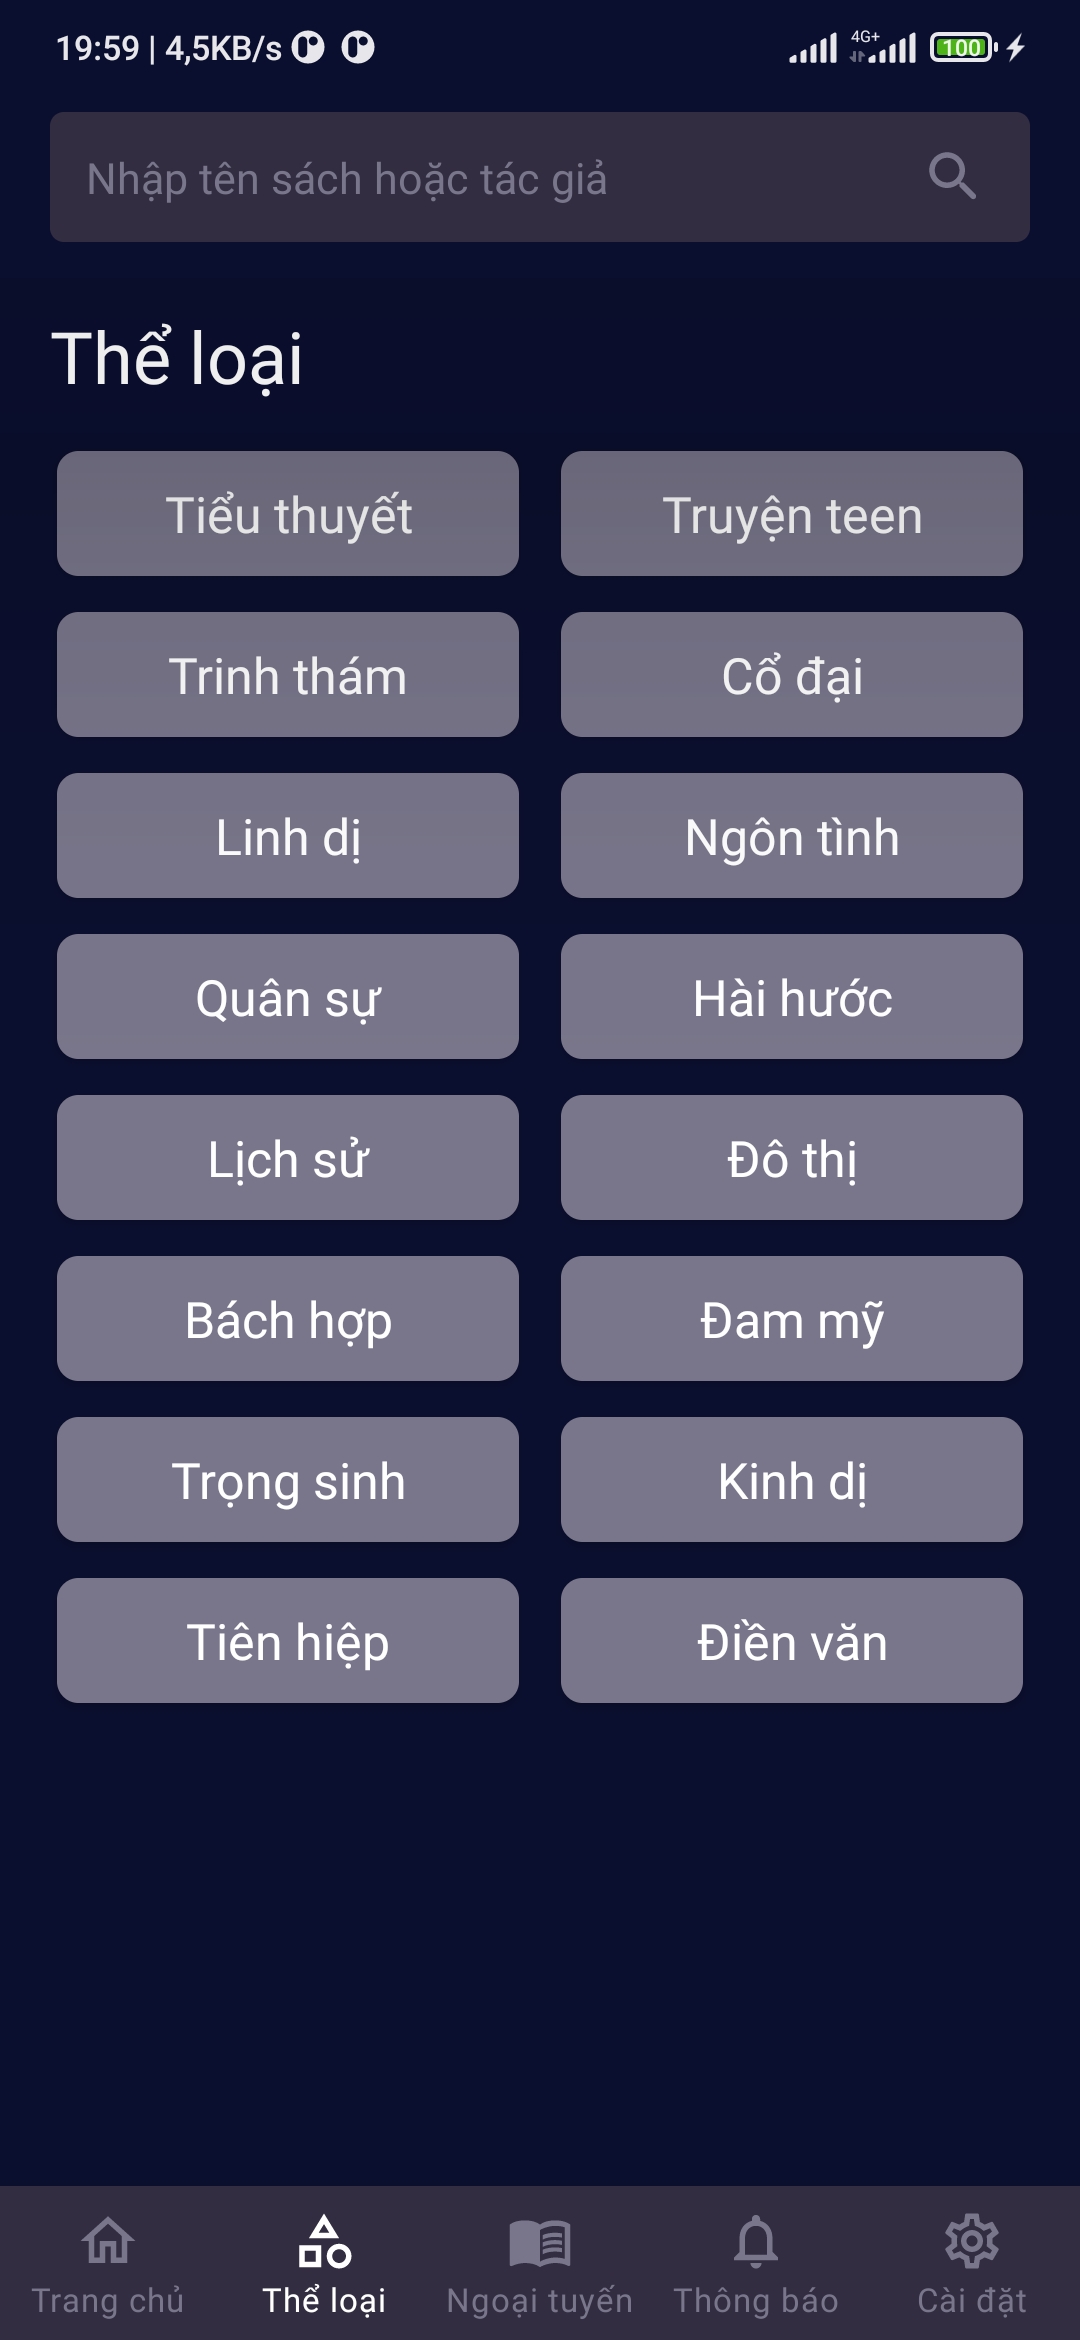 19:59 | 4,5KB/s
4G+
100
Nhập tên sách hoặc tác giả
Thể loại
Tiểu thuyết
Truyện teen
Trinh thám
Cổ đại
Linh dị
Ngôn tình
Quân sự
Hài hước
Lịch sử
Đô thị
Bách hợp
Đam mỹ
Trọng sinh
Kinh dị
Tiên hiệp
Điền văn
Trang chủ
Thể loại
Ngoại tuyến
Thông báo
Cài đặt